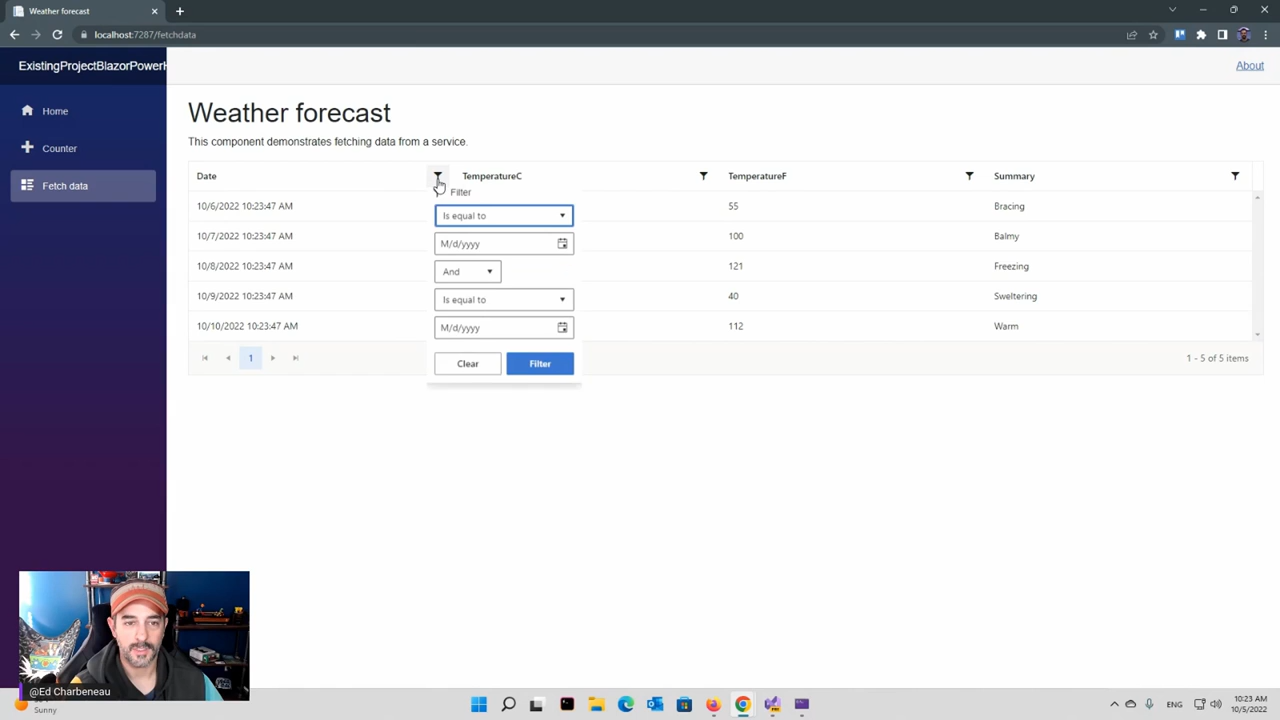 Weather forecast
localhost:7287/fetchdata
ExistingProjectBlazorPowerH
About
Home
Counter
Fetch data
Weather forecast
This component demonstrates fetching data from a service.
Date TemperatureC TemperatureF Summary
Filter
10/6/2022 10:23:47 AM 55 Bracing
Is equal to
10/7/2022 10:23:47 AM 100 Balmy
M/d/yyyy
10/8/2022 10:23:47 AM 121 Freezing
And
10/9/2022 10:23:47 AM 40 Sweltering
Is equal to
10/10/2022 10:23:47 AM 112 Warm
M/d/yyyy
1 1 - 5 of 5 items
Clear Filter
@Ed Charbeneau
Sunny
ENG
10:23 AM
10/5/2022